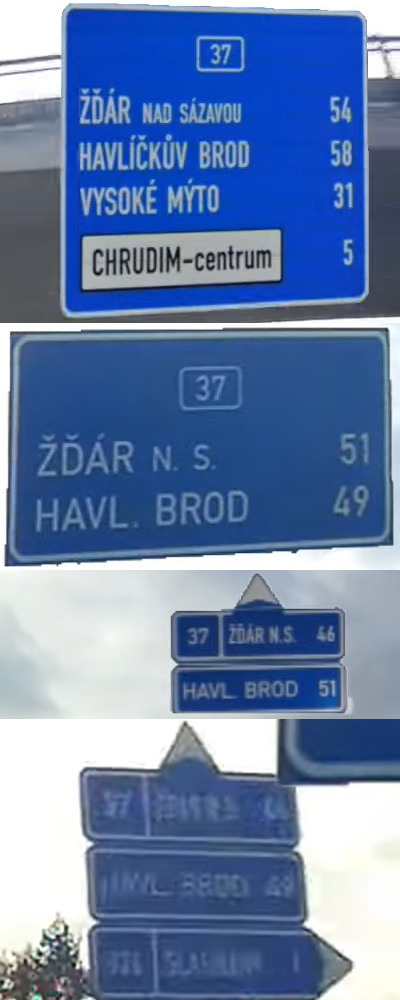 37
ŽĎÁR NAD SÁZAVOU 54
HAVLÍČKŮV BROD 58
VYSOKÉ MÝTO 31
CHRUDIM-centrum 5
37
ŽĎÁR N. S. 51
HAVL. BROD 49
37 ŽĎÁR N.S. 46
HAVL. BROD 51
37
HAVL. BROD 49